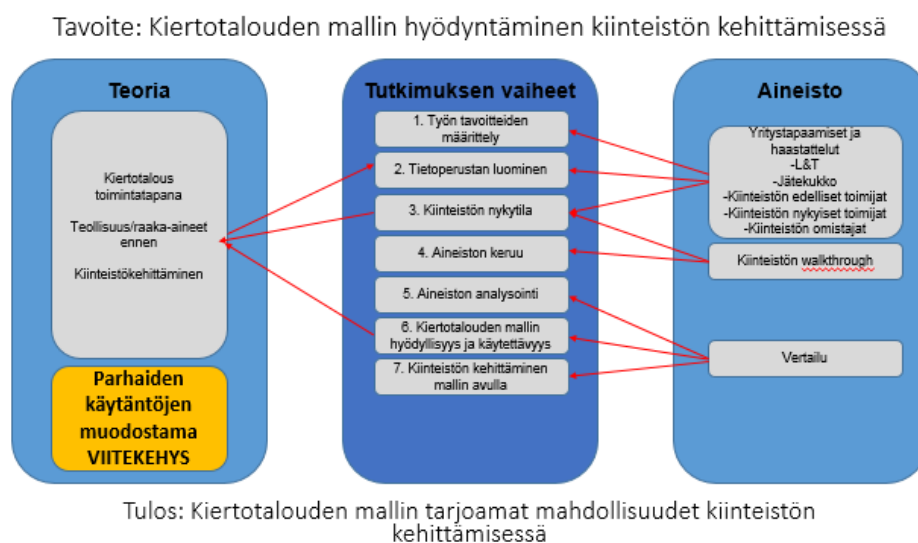 Tavoite: Kiertotalouden mallin hyödyntäminen kiinteistön kehittämisessä
Teoria
Kiertotalous
toimintatapana
Teollisuus/raaka-aineet
ennen
Kiinteistökehittäminen
Parhaiden
käytäntöjen
muodostama
VIITEKEHYS
Tutkimuksen vaiheet
1. Työn tavoitteiden
määrittely
2. Tietoperustan luominen
3. Kiinteistön nykytila
4. Aineiston keruu
5. Aineiston analysointi
6. Kiertotalouden mallin
hyödyllisyys ja käytettävyys
7. Kiinteistön kehittäminen
mallin avulla
Aineisto
Yritystapaamiset ja
haastattelut
-L&T
-Jätekukko
-Kiinteistön edelliset toimijat
-Kiinteistön nykyiset toimijat
-Kiinteistön omistajat
Kiinteistön walkthrough
Vertailu
Tulos: Kiertotalouden mallin tarjoamat mahdollisuudet kiinteistön
kehittämisessä